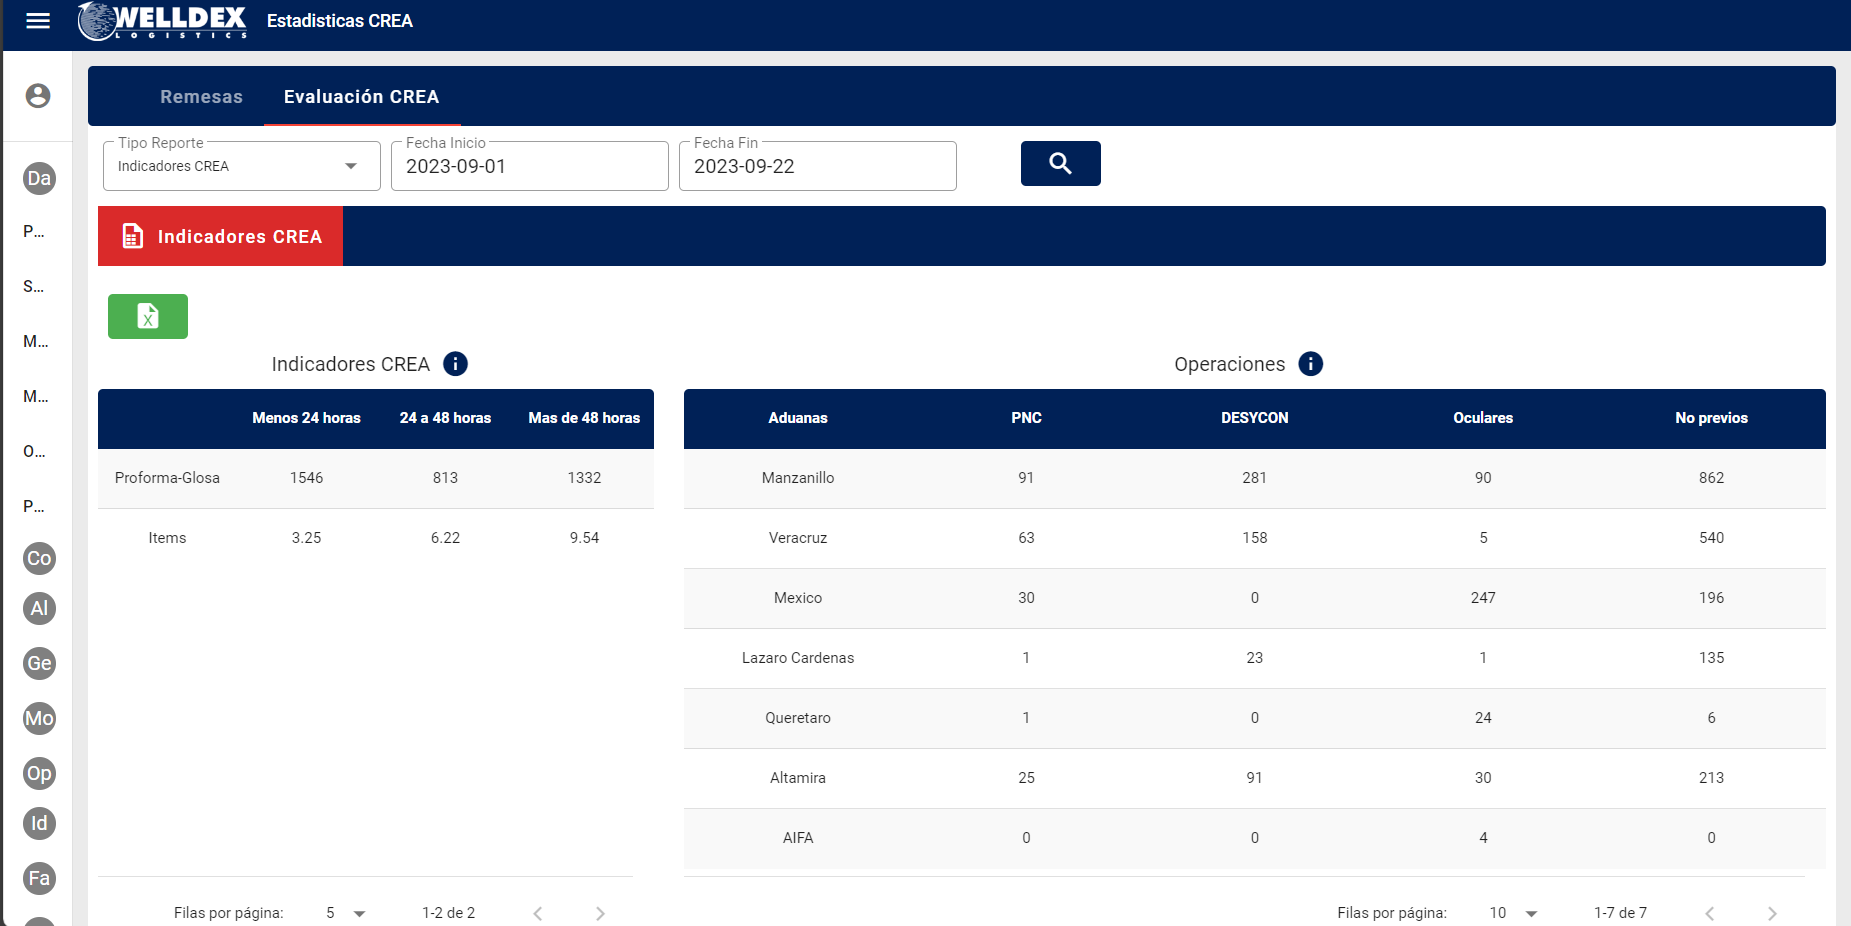 WELLDEX
LOGISTICS
Estadisticas CREA
Remesas
Evaluación CREA
Tipo Reporte
Indicadores CREA
Fecha Inicio
2023-09-01
Fecha Fin
2023-09-22
Indicadores CREA
Da
P...
S...
M...
M...
O...
P...
Co
Al
Ge
Mo
Op
Id
Fa
X
Indicadores CREA i
Menos 24 horas 24 a 48 horas Mas de 48 horas
Proforma-Glosa 1546 813 1332
Items 3.25 6.22 9.54
Filas por página: 5 1-2 de 2
Operaciones i
Aduanas PNC DESYCON Oculares No previos
Manzanillo 91 281 90 862
Veracruz 63 158 5 540
Mexico 30 0 247 196
Lazaro Cardenas 1 23 1 135
Queretaro 1 0 24 6
Altamira 25 91 30 213
AIFA 0 0 4 0
Filas por página: 10 1-7 de 7